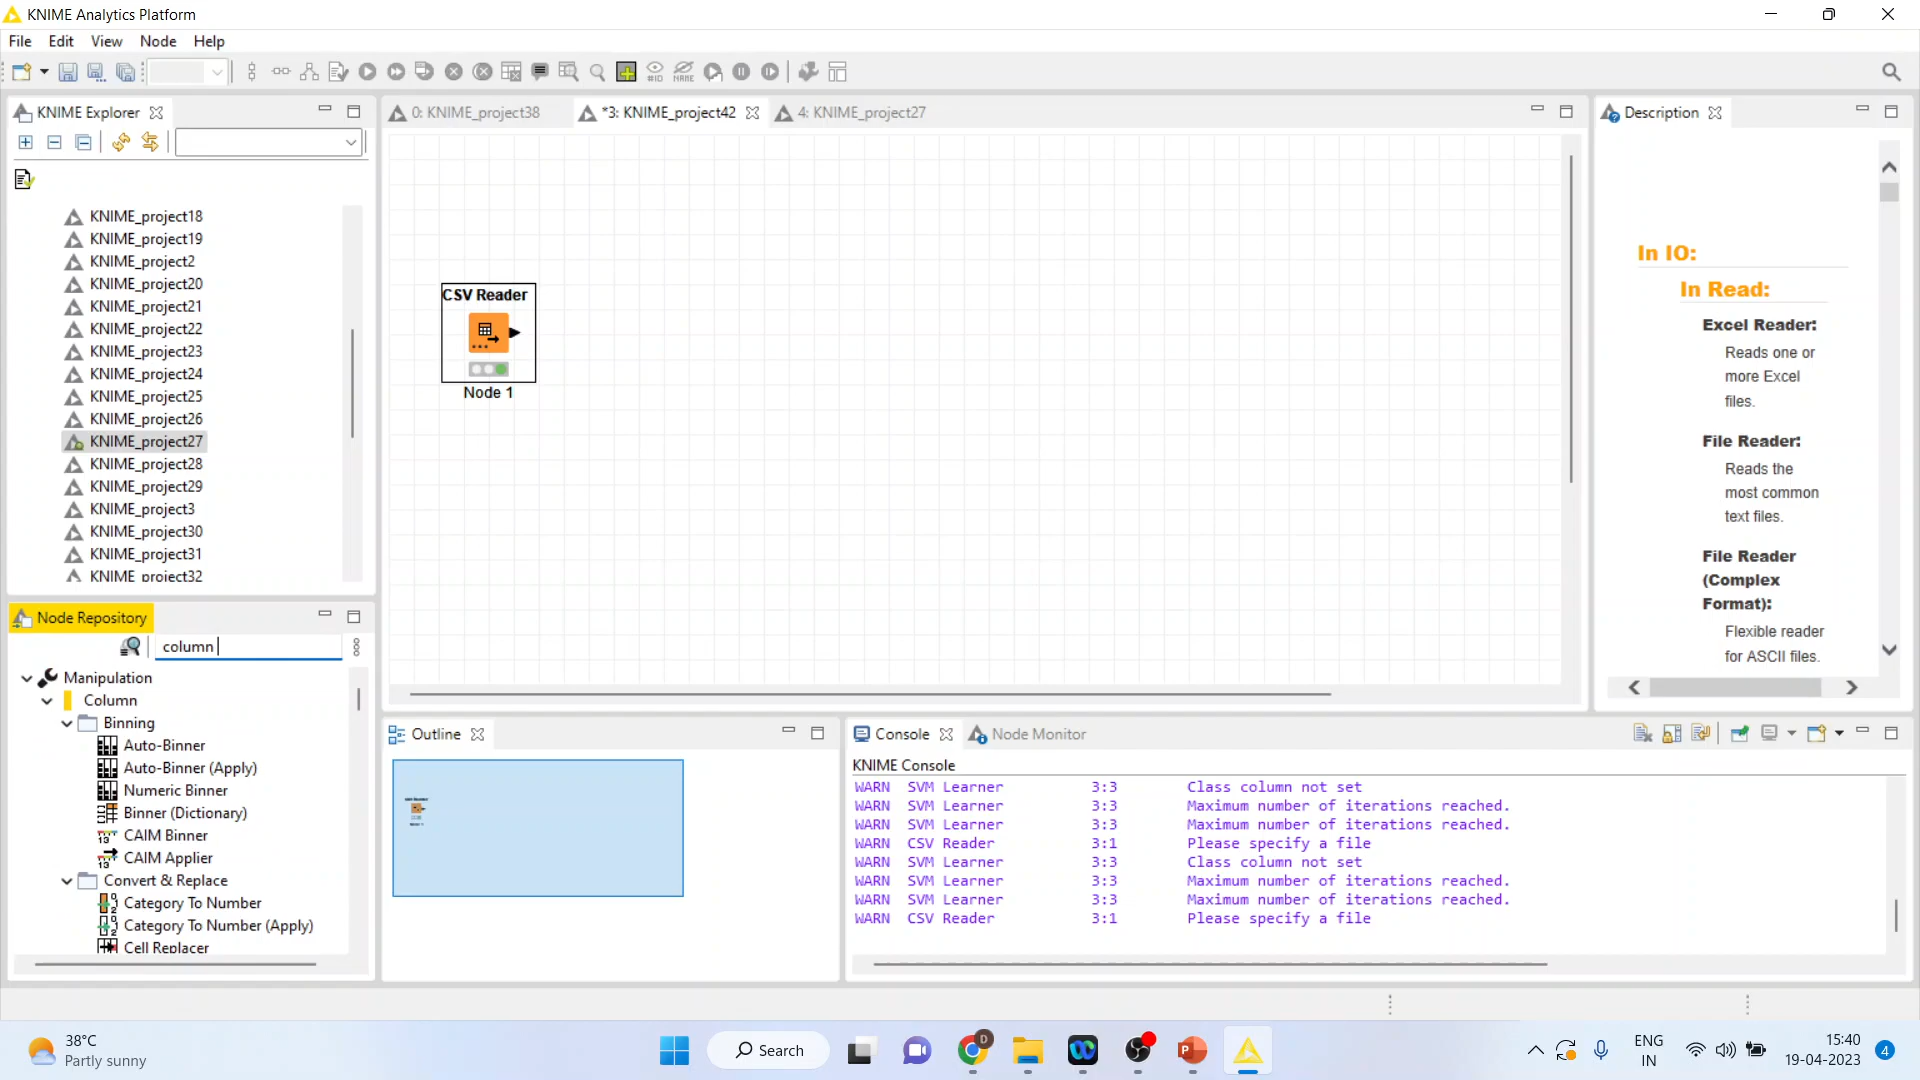 KNIME Analytics Platform
File Edit View Node Help
#ID
NAME
KNIME Explorer
0: KNIME_project38
*3: KNIME_project42
4: KNIME_project27
Description
KNIME_project18
KNIME_project19
KNIME_project2
KNIME_project20
KNIME_project21
KNIME_project22
KNIME_project23
KNIME_project24
KNIME_project25
KNIME_project26
KNIME_project27
KNIME_project28
KNIME_project29
KNIME_project3
KNIME_project30
KNIME_project31
KNIME_project32
CSV Reader
Node 1
In IO:
In Read:
Excel Reader:
Reads one or
more Excel
files.
File Reader:
Reads the
most common
text files.
File Reader
(Complex
Format):
Flexible reader
for ASCII files.
Node Repository
column
Manipulation
Column
Binning
Auto-Binner
Auto-Binner (Apply)
Numeric Binner
Binner (Dictionary)
CAIM Binner
CAIM Applier
Convert & Replace
Category To Number
Category To Number (Apply)
Cell Replacer
Outline
Console
Node Monitor
KNIME Console
WARN SVM Learner 3:3 Class column not set
WARN SVM Learner 3:3 Maximum number of iterations reached.
WARN SVM Learner 3:3 Maximum number of iterations reached.
WARN CSV Reader 3:1 Please specify a file
WARN SVM Learner 3:3 Class column not set
WARN SVM Learner 3:3 Maximum number of iterations reached.
WARN SVM Learner 3:3 Maximum number of iterations reached.
WARN CSV Reader 3:1 Please specify a file
38°C
Partly sunny
Search
D
P
ENG
IN
15:40
19-04-2023
4